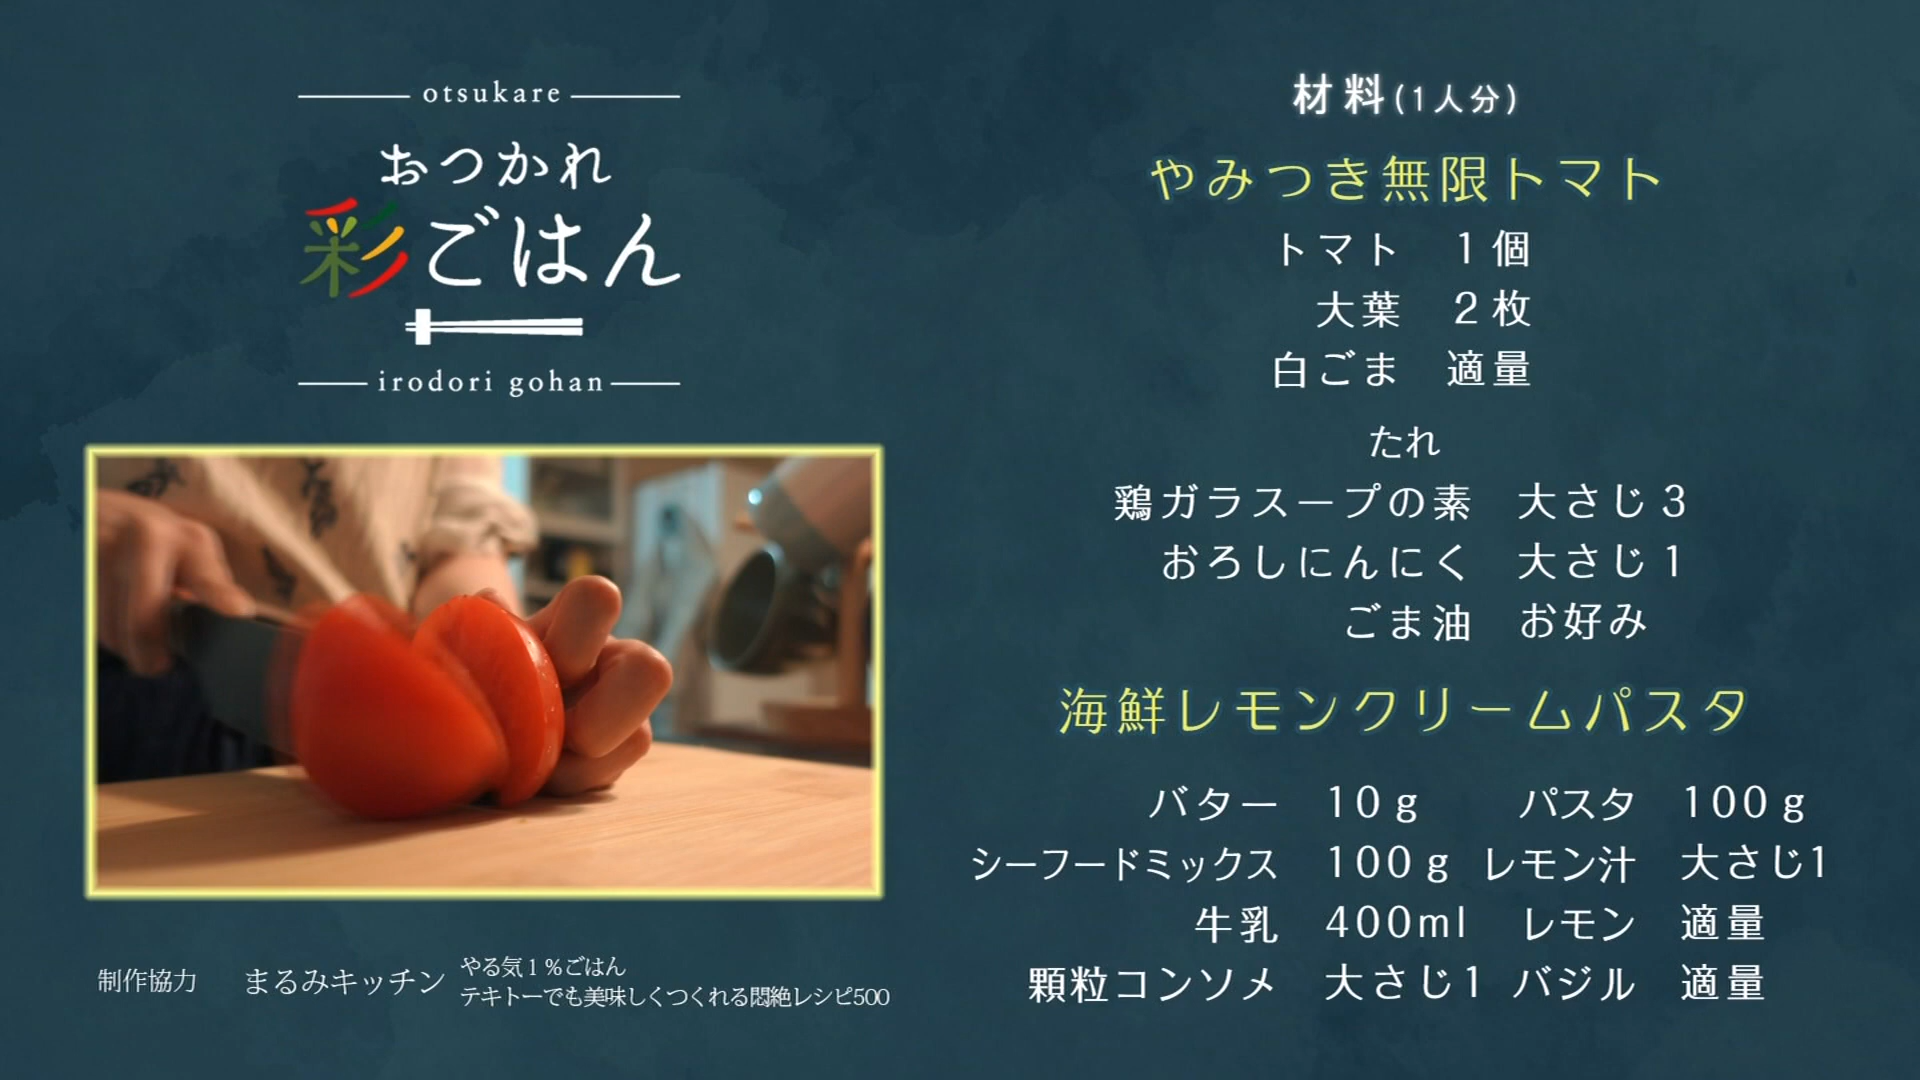 otsukare
おつかれ
彩ごはん
irodori gohan
制作協力　まるみキッチン
やる気１％ごはん
テキトーでも美味しくつくれる悶絶レシピ500
材料(1人分)
やみつき無限トマト
トマト　１個
大葉　２枚
白ごま　適量
たれ
鶏ガラスープの素　大さじ３
おろしにんにく　大さじ１
ごま油　お好み
海鮮レモンクリームパスタ
バター　10ｇ　パスタ　100ｇ
シーフードミックス　100ｇ　レモン汁　大さじ1
牛乳　400ml　レモン　適量
顆粒コンソメ　大さじ1　バジル　適量